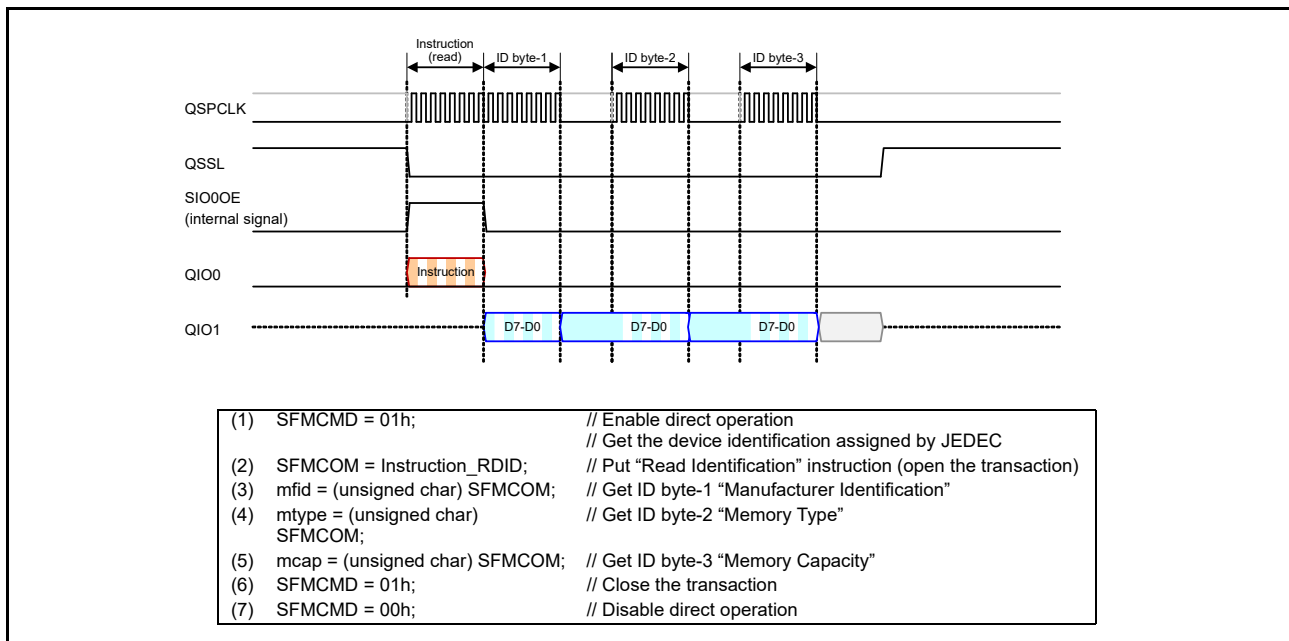 Instruction
(read)
ID byte-1
ID byte-2
ID byte-3
QSPCLK
QSSL
SIO0OE
(internal signal)
QIO0
Instruction
QIO1
D7-D0
D7-D0
D7-D0
(1) SFMCMD = 01h; // Enable direct operation
// Get the device identification assigned by JEDEC
(2) SFMCOM = Instruction_RDID; // Put “Read Identification” instruction (open the transaction)
(3) mfid = (unsigned char) SFMCOM; // Get ID byte-1 “Manufacturer Identification”
(4) mtype = (unsigned char) // Get ID byte-2 “Memory Type”
SFMCOM;
(5) mcap = (unsigned char) SFMCOM; // Get ID byte-3 “Memory Capacity”
(6) SFMCMD = 01h; // Close the transaction
(7) SFMCMD = 00h; // Disable direct operation